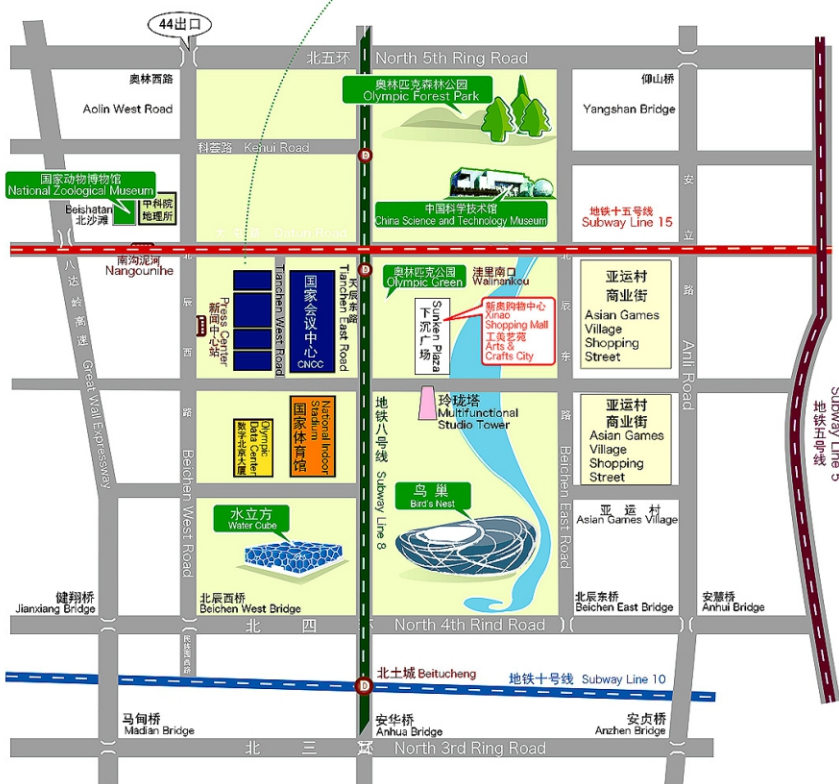 44出口
北五环 North 5th Ring Road
奥林西路
Aolin West Road
奥林匹克森林公园
Olympic Forest Park
仰山桥
Yangshan Bridge
科荟路 Kehui Road
国家动物博物馆
National Zoological Museum
Beishatan
北沙滩
中科院
地理所
中国科学技术馆
China Science and Technology Museum
地铁十五号线
Subway Line 15
Datun Road
南沟泥河
Nangounihe
八达岭高速 Great Wall Expressway
北辰西路 Beichen West Road
Press Center
新闻中心站
Tianchen West Road
国家会议中心
CNCC
天辰东路
Tianchen East Road
奥林匹克公园
Olympic Green
洼里南口
Walinankou
Sunken Plaza
下沉广场
新奥购物中心
Xinao
Shopping Mall
工美艺苑
Arts &
Crafts City
北辰东路 Beichen East Road
亚运村
商业街
Asian Games
Village
Shopping
Street
安立路 Anli Road
Subway Line 5
地铁五号线
Olympic
Data Center
数字北京大厦
National Indoor
Stadium
国家体育馆
地铁八号线 Subway Line 8
玲珑塔
Multifunctional
Studio Tower
亚运村
商业街
Asian Games
Village
Shopping
Street
水立方
Water Cube
鸟巢
Bird's Nest
亚运村
Asian Games Village
健翔桥
Jianxiang Bridge
北辰西桥
Beichen West Bridge
北辰东桥
Beichen East Bridge
安慧桥
Anhui Bridge
北四环 North 4th Rind Road
民族园西路
北土城 Beitucheng
地铁十号线 Subway Line 10
D
D
D
马甸桥
Madian Bridge
安华桥
Anhua Bridge
安贞桥
Anzhen Bridge
北三环 North 3rd Ring Road